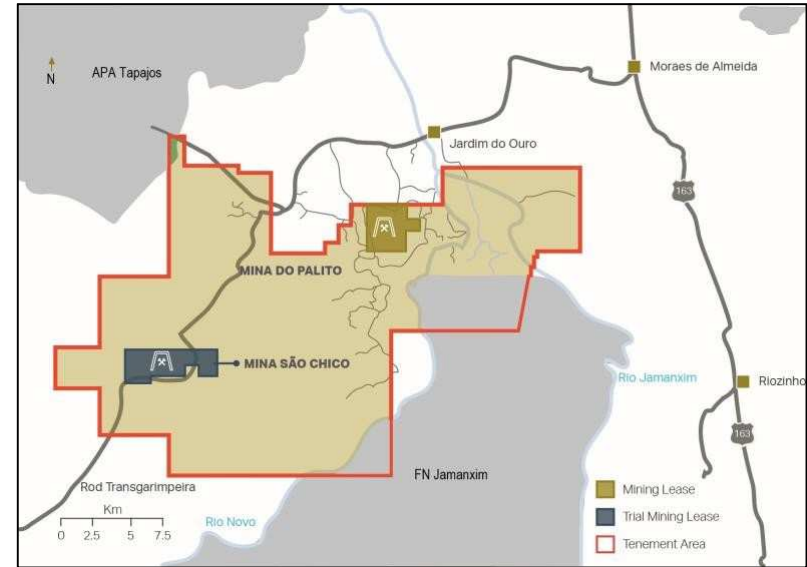 APA Tapajos
N
Moraes de Almeida
Jardim do Ouro
163
MINA DO PALITO
MINA SÃO CHICO
Rio Jamanxim
Riozinho
163
FN Jamanxim
Rod Transgarimpeira
Km
0 2.5 5 7.5
Rio Novo
Mining Lease
Trial Mining Lease
Tenement Area